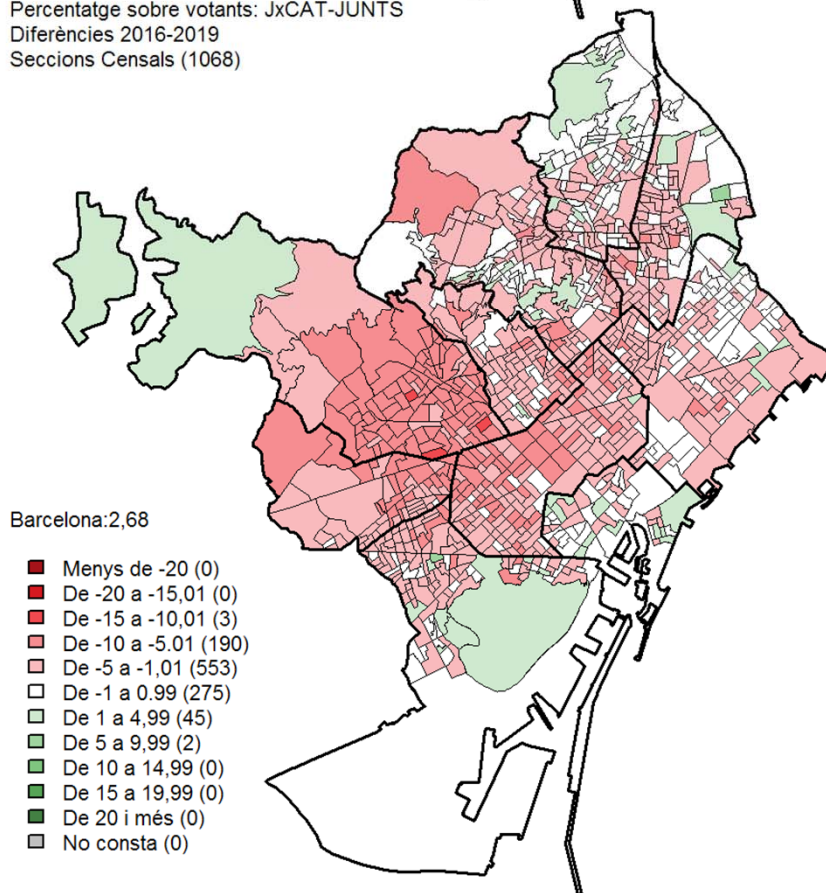 Percentatge sobre votants: JxCAT-JUNTS
Diferències 2016-2019
Seccions Censals (1068)
Barcelona:2,68
Menys de -20 (0)
De -20 a -15,01 (0)
De -15 a -10,01 (3)
De -10 a -5.01 (190)
De -5 a -1,01 (553)
De -1 a 0.99 (275)
De 1 a 4,99 (45)
De 5 a 9,99 (2)
De 10 a 14,99 (0)
De 15 a 19,99 (0)
De 20 i més (0)
No consta (0)